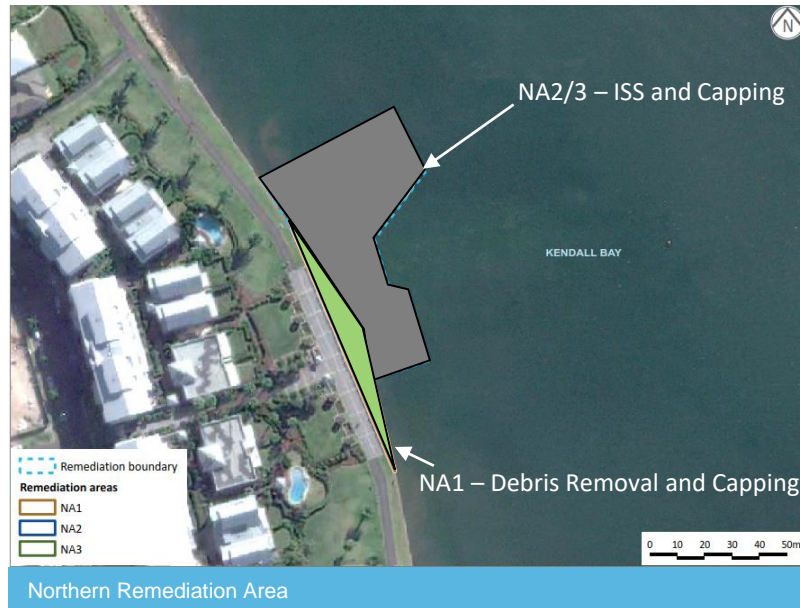 N
NA2/3 – ISS and Capping
KENDALL BAY
NA1 – Debris Removal and Capping
Remediation boundary
Remediation areas
NA1
NA2
NA3
0 10 20 30 40 50m
Northern Remediation Area